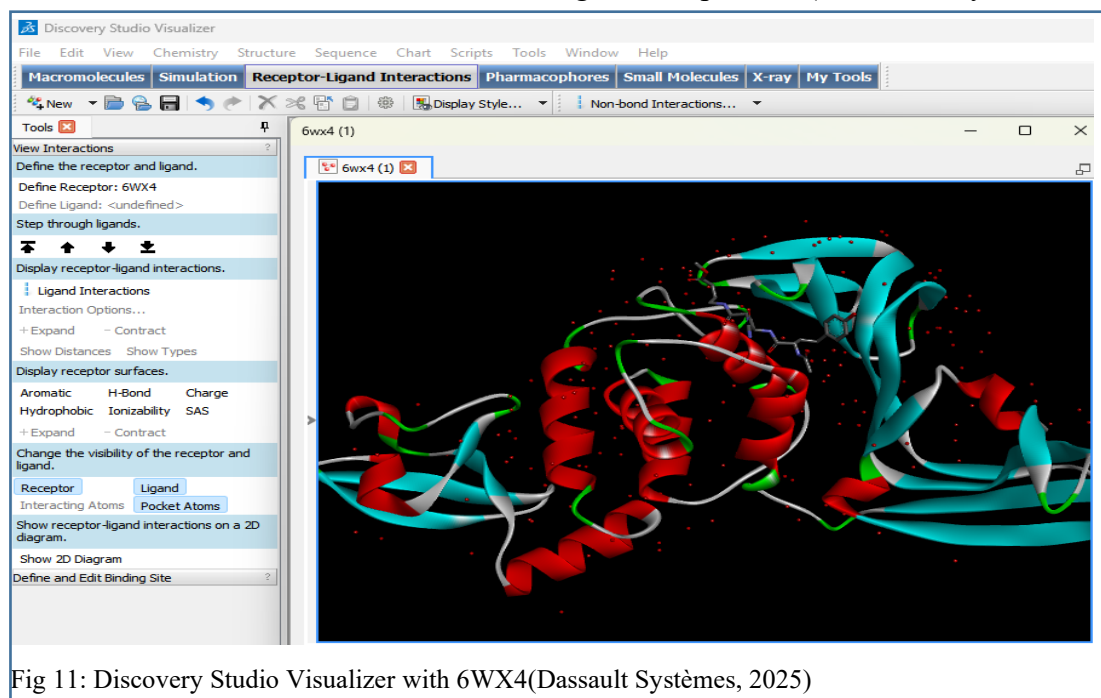 Discovery Studio Visualizer
File Edit View Chemistry Structure Sequence Chart Scripts Tools Window Help
Macromolecules Simulation Receptor-Ligand Interactions Pharmacophores Small Molecules X-ray My Tools
New Display Style... Non-bond Interactions...
Tools
6wx4 (1)
View Interactions ?
6wx4 (1)
Define the receptor and ligand.
Define Receptor: 6WX4
Define Ligand: <undefined>
Step through ligands.
Display receptor-ligand interactions.
Ligand Interactions
Interaction Options...
+ Expand - Contract
Show Distances Show Types
Display receptor surfaces.
Aromatic H-Bond Charge
Hydrophobic Ionizability SAS
+ Expand - Contract
Change the visibility of the receptor and
ligand.
Receptor Ligand
Interacting Atoms Pocket Atoms
Show receptor-ligand interactions on a 2D
diagram.
Show 2D Diagram
Define and Edit Binding Site ?
Fig 11: Discovery Studio Visualizer with 6WX4(Dassault Systèmes, 2025)